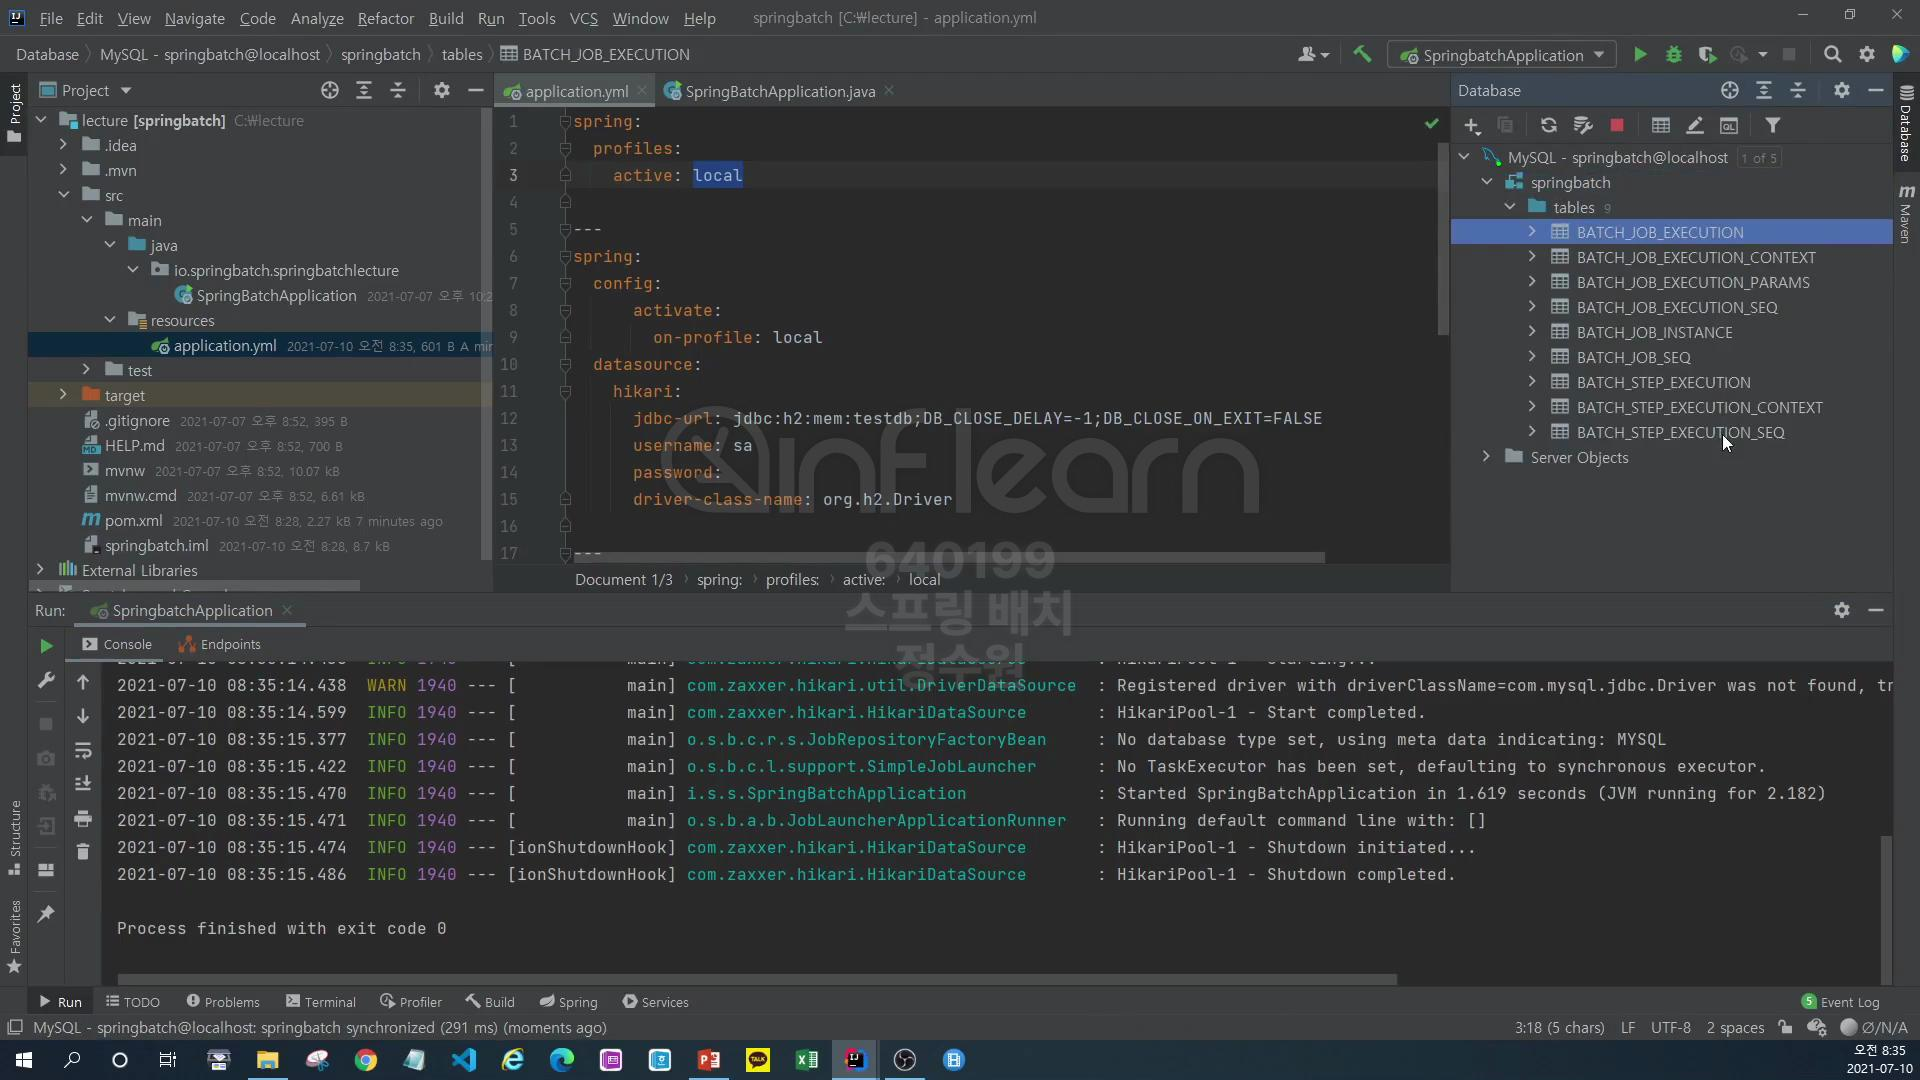 File Edit View Navigate Code Analyze Refactor Build Run Tools VCS Window Help springbatch [C:₩lecture] - application.yml
Database MySQL - springbatch@localhost springbatch tables BATCH_JOB_EXECUTION SpringbatchApplication
Project
Project
lecture [springbatch] C:₩lecture
.idea
.mvn
src
main
java
io.springbatch.springbatchlecture
SpringBatchApplication 2021-07-07 오후 10:2
resources
application.yml 2021-07-10 오전 8:35, 601 B A mir
test
target
.gitignore 2021-07-07 오후 8:52, 395 B
HELP.md 2021-07-07 오후 8:52, 700 B
mvnw 2021-07-07 오후 8:52, 10.07 kB
mvnw.cmd 2021-07-07 오후 8:52, 6.61 kB
pom.xml 2021-07-10 오전 8:28, 2.27 kB 7 minutes ago
springbatch.iml 2021-07-10 오전 8:28, 8.7 kB
External Libraries
application.yml SpringBatchApplication.java
1 spring:
2 profiles:
3 active: local
4
5 ---
6 spring:
7 config:
8 activate:
9 on-profile: local
10 datasource:
11 hikari:
12 jdbc-url: jdbc:h2:mem:testdb;DB_CLOSE_DELAY=-1;DB_CLOSE_ON_EXIT=FALSE
13 username: sa
14 password:
15 driver-class-name: org.h2.Driver
16
17 ---
Document 1/3 spring: profiles: active: local
inflearn
640199
스프링 배치
정수원
Database
MySQL - springbatch@localhost 1 of 5
springbatch
tables 9
BATCH_JOB_EXECUTION
BATCH_JOB_EXECUTION_CONTEXT
BATCH_JOB_EXECUTION_PARAMS
BATCH_JOB_EXECUTION_SEQ
BATCH_JOB_INSTANCE
BATCH_JOB_SEQ
BATCH_STEP_EXECUTION
BATCH_STEP_EXECUTION_CONTEXT
BATCH_STEP_EXECUTION_SEQ
Server Objects
Database
Maven
Run: SpringbatchApplication
Console Endpoints
2021-07-10 08:35:14.438 WARN 1940 --- [ main] com.zaxxer.hikari.util.DriverDataSource : Registered driver with driverClassName=com.mysql.jdbc.Driver was not found, tr
2021-07-10 08:35:14.599 INFO 1940 --- [ main] com.zaxxer.hikari.HikariDataSource : HikariPool-1 - Start completed.
2021-07-10 08:35:15.377 INFO 1940 --- [ main] o.s.b.c.r.s.JobRepositoryFactoryBean : No database type set, using meta data indicating: MYSQL
2021-07-10 08:35:15.422 INFO 1940 --- [ main] o.s.b.c.l.support.SimpleJobLauncher : No TaskExecutor has been set, defaulting to synchronous executor.
2021-07-10 08:35:15.470 INFO 1940 --- [ main] i.s.s.SpringBatchApplication : Started SpringBatchApplication in 1.619 seconds (JVM running for 2.182)
2021-07-10 08:35:15.471 INFO 1940 --- [ main] o.s.b.a.b.JobLauncherApplicationRunner : Running default command line with: []
2021-07-10 08:35:15.474 INFO 1940 --- [ionShutdownHook] com.zaxxer.hikari.HikariDataSource : HikariPool-1 - Shutdown initiated...
2021-07-10 08:35:15.486 INFO 1940 --- [ionShutdownHook] com.zaxxer.hikari.HikariDataSource : HikariPool-1 - Shutdown completed.
Process finished with exit code 0
Structure
Favorites
Run TODO Problems Terminal Profiler Build Spring Services 5 Event Log
MySQL - springbatch@localhost: springbatch synchronized (291 ms) (moments ago) 3:18 (5 chars) LF UTF-8 2 spaces Ø/N/A
오전 8:35
2021-07-10